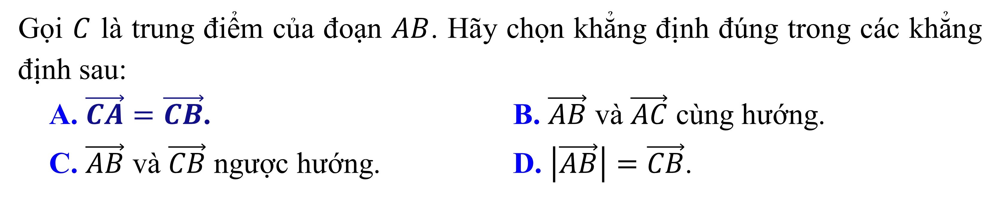 Gọi C là trung điểm của đoạn AB. Hãy chọn khẳng định đúng trong các khẳng
định sau:
A. $\overrightarrow{CA} = \overrightarrow{CB}$. B. $\overrightarrow{AB}$ và $\overrightarrow{AC}$ cùng hướng.
C. $\overrightarrow{AB}$ và $\overrightarrow{CB}$ ngược hướng. D. $|\overrightarrow{AB}| = \overrightarrow{CB}$.